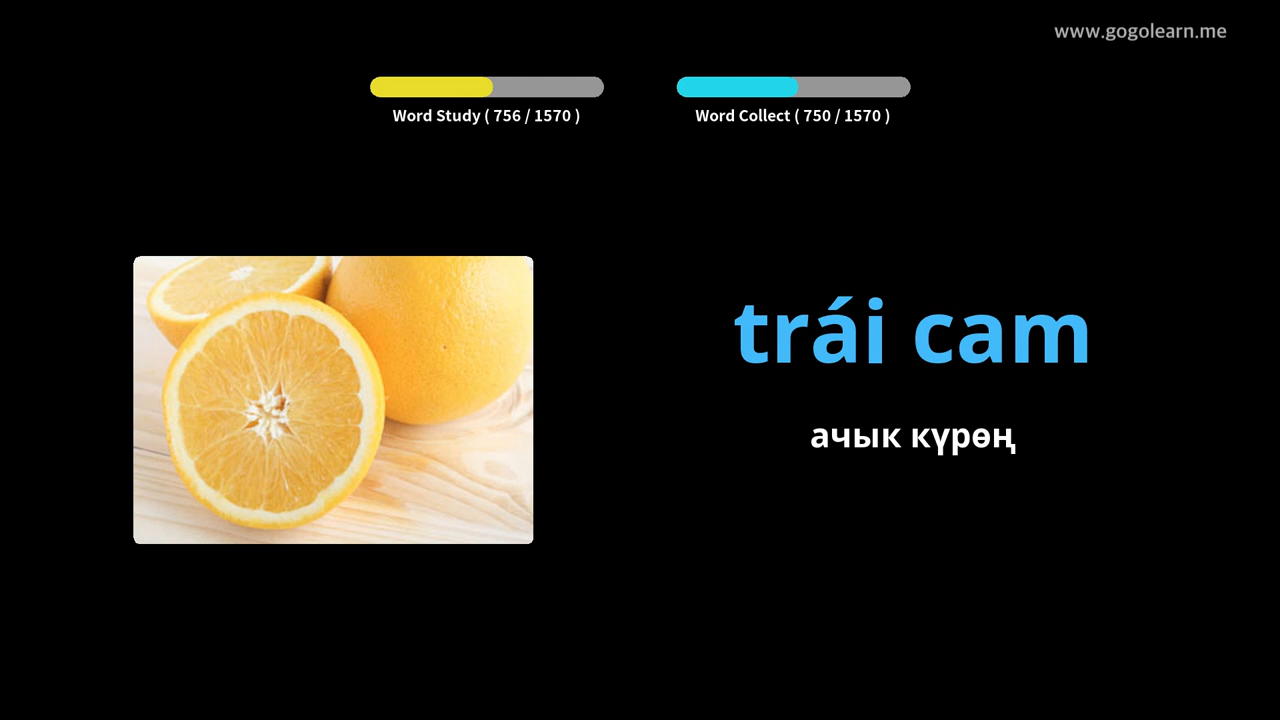 www.gogolearn.me
Word Study ( 756 / 1570 )
Word Collect ( 750 / 1570 )
trái cam
ачык күрөң